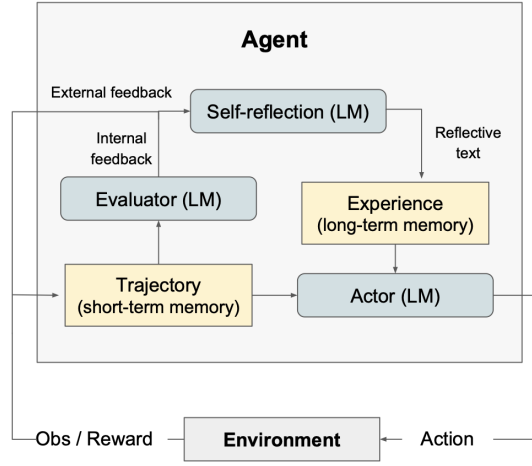 Agent
External feedback
Self-reflection (LM)
Internal
feedback
Reflective
text
Evaluator (LM)
Experience
(long-term memory)
Trajectory
(short-term memory)
Actor (LM)
Obs / Reward
Environment
Action